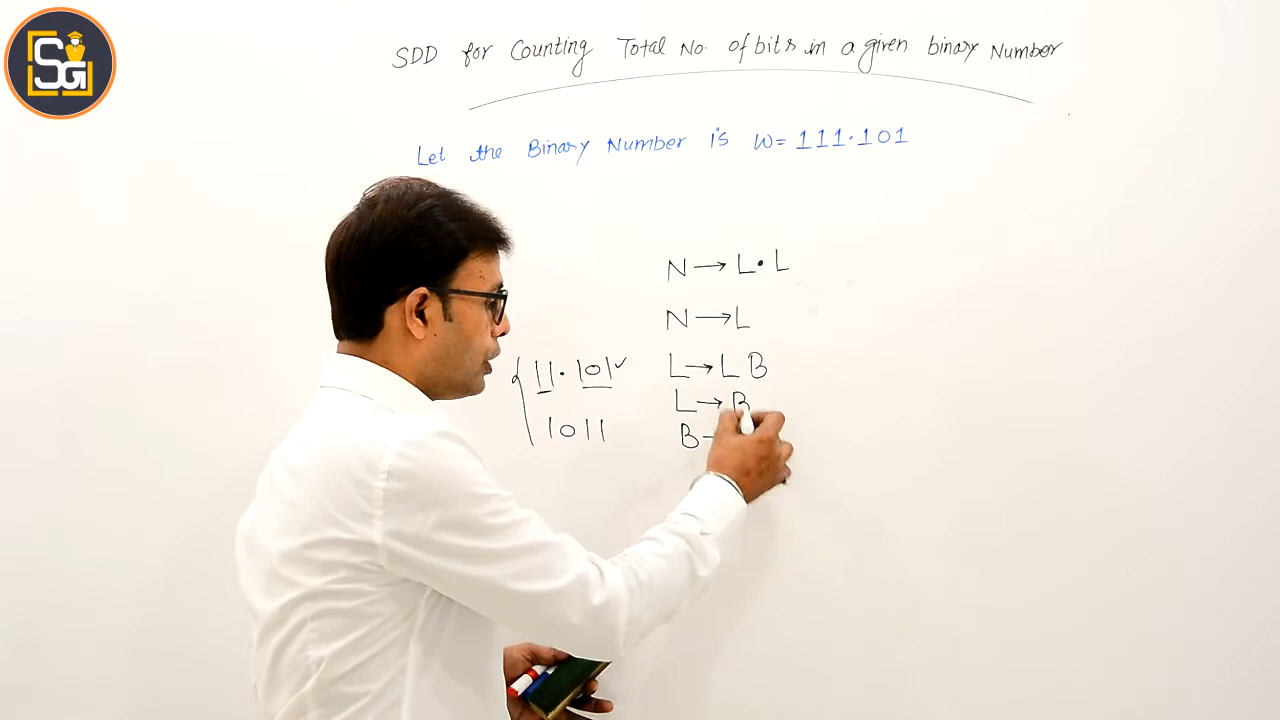 SG
SDD for Counting Total No. of bits in a given binary Number
Let the Binary Number is W= 111.101
N → L.L
N → L
L → L B
L → B
B →
11.101 ✓
1011